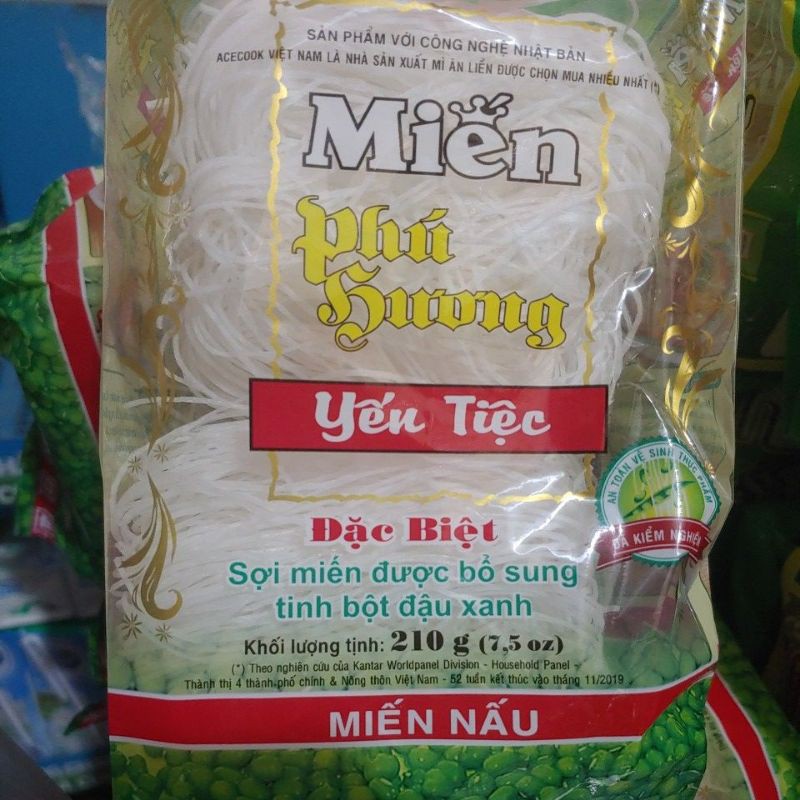 SẢN PHẨM VỚI CÔNG NGHỆ NHẬT BẢN
ACECOOK VIỆT NAM LÀ NHÀ SẢN XUẤT MÌ ĂN LIỀN ĐƯỢC CHỌN MUA NHIỀU NHẤT (*)
Miến
Phú
Hương
Yến Tiệc
AN TOÀN VỆ SINH THỰC PHẨM
ĐÃ KIỂM NGHIỆM
Đặc Biệt
Sợi miến được bổ sung
tinh bột đậu xanh
Khối lượng tịnh: 210 g (7,5 oz)
(*) Theo nghiên cứu của Kantar Worldpanel Division - Household Panel -
Thành thị 4 thành phố chính & Nông thôn Việt Nam - 52 tuần kết thúc vào tháng 11/2019
MIẾN NẤU